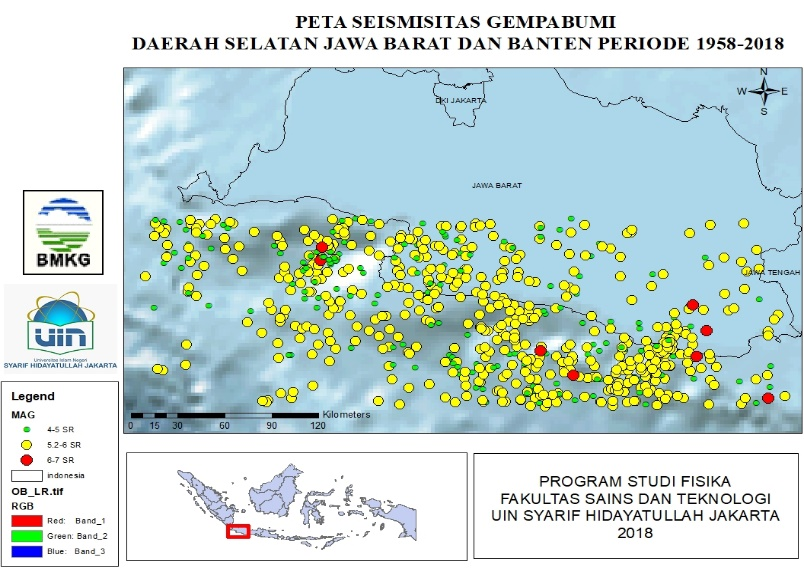 PETA SEISMISITAS GEMPABUMI
DAERAH SELATAN JAWA BARAT DAN BANTEN PERIODE 1958-2018
N
W E
S
DKI JAKARTA
JAWA BARAT
JAWA TENGAH
BMKG
UIN
Universitas Islam Negeri
SYARIF HIDAYATULLAH JAKARTA
Kilometers
0 15 30 60 90 120
Legend
MAG
4-5 SR
5.2-6 SR
6-7 SR
indonesia
OB_LR.tif
RGB
Red: Band_1
Green: Band_2
Blue: Band_3
PROGRAM STUDI FISIKA
FAKULTAS SAINS DAN TEKNOLOGI
UIN SYARIF HIDAYATULLAH JAKARTA
2018